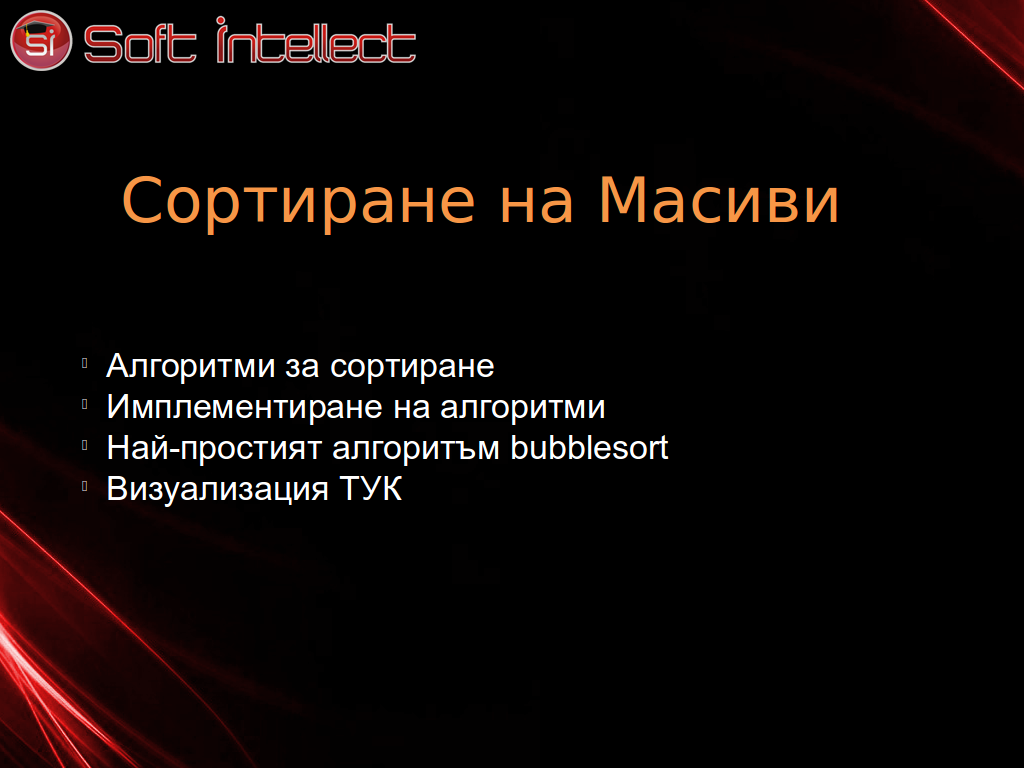 Si Soft Intellect
Сортиране на Масиви
Алгоритми за сортиране
Имплементиране на алгоритми
Най-простият алгоритъм bubblesort
Визуализация ТУК